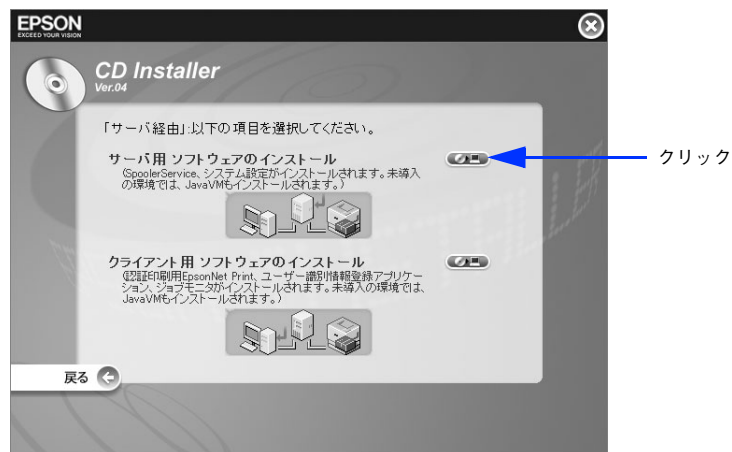 EPSON
EXCEED YOUR VISION
CD Installer
Ver.04
「サーバ経由」:以下の項目を選択してください。
サーバ用 ソフトウェアのインストール
クリック
(SpoolerService、システム設定がインストールされます。未導入
の環境では、JavaVMもインストールされます。)
クライアント用 ソフトウェアのインストール
(認証印刷用EpsonNet Print、ユーザー識別情報登録アプリケー
ション、ジョブモニタがインストールされます。未導入の環境では、
JavaVMもインストールされます。)
戻る